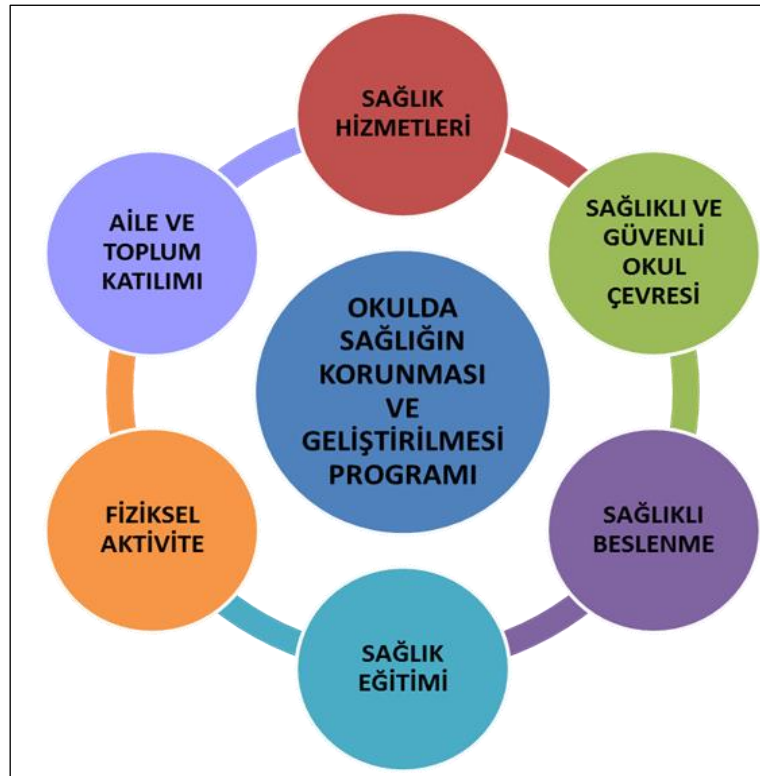 SAĞLIK
HİZMETLERİ
SAĞLIKLI VE
GÜVENLİ
OKUL
ÇEVRESİ
SAĞLIKLI
BESLENME
SAĞLIK
EĞİTİMİ
FİZİKSEL
AKTİVİTE
AİLE VE
TOPLUM
KATILIMI
OKULDA
SAĞLIĞIN
KORUNMASI
VE
GELİŞTİRİLMESİ
PROGRAMI